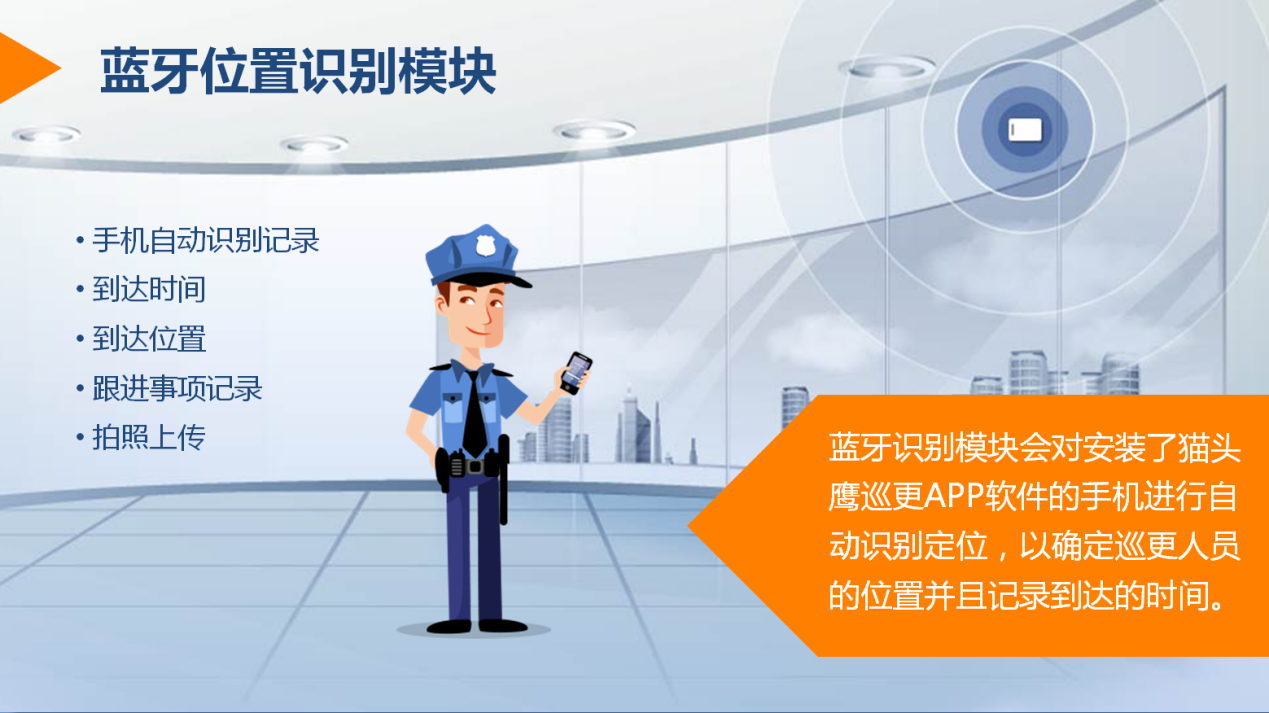 蓝牙位置识别模块
• 手机自动识别记录
• 到达时间
• 到达位置
• 跟进事项记录
• 拍照上传
蓝牙识别模块会对安装了猫头
鹰巡更APP软件的手机进行自
动识别定位，以确定巡更人员
的位置并且记录到达的时间。